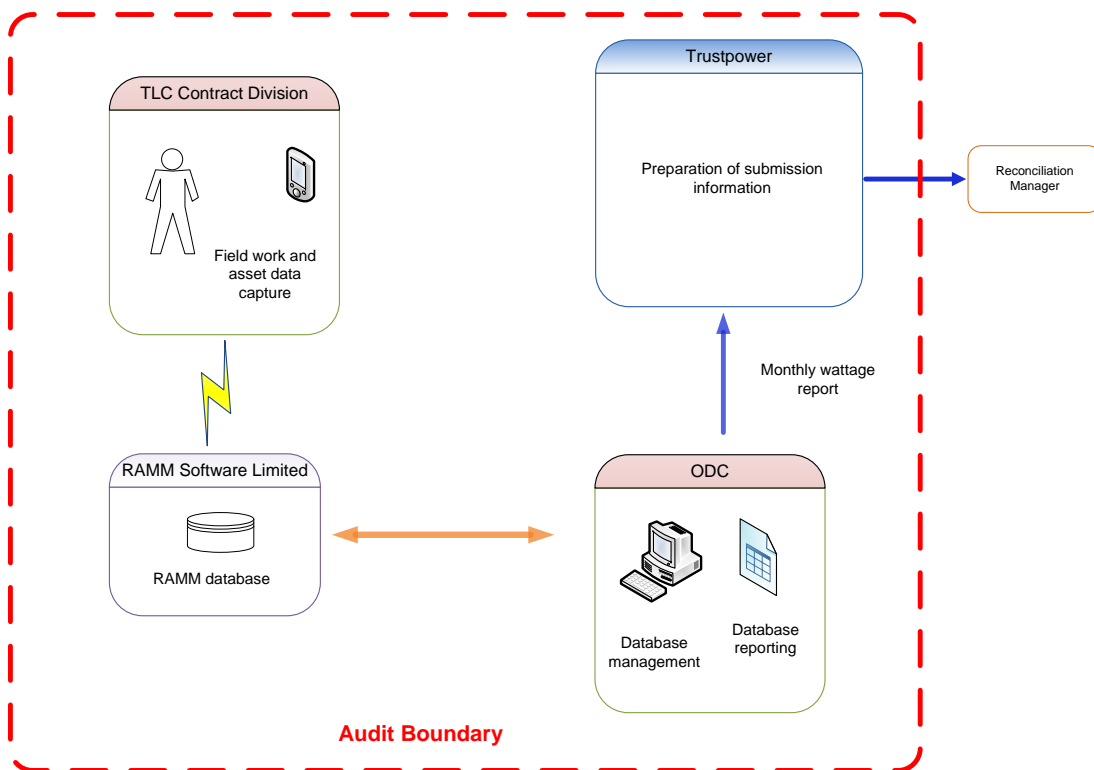 Trustpower
Preparation of submission
information
Reconciliation
Manager
TLC Contract Division
Field work and
asset data
capture
Monthly wattage
report
RAMM Software Limited
RAMM database
ODC
Database
management
Database
reporting
Audit Boundary